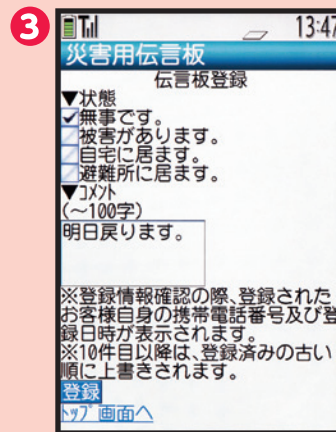 3
13:47
災害用伝言板
伝言板登録
▼状態
無事です。
被害があります。
自宅に居ます。
避難所に居ます。
▼ｺﾒﾝﾄ
(～100字)
明日戻ります。
※登録情報確認の際､登録された
お客様自身の携帯電話番号及び登
録日時が表示されます。
※10件目以降は､登録済みの古い
順に上書きされます。
登録
ﾄｯﾌﾟ画面へ